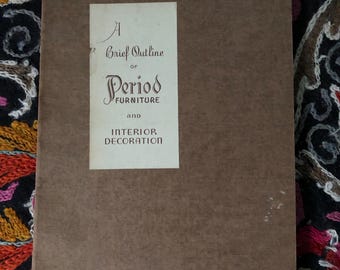 A
Brief Outline
OF
Period
FURNITURE
AND
INTERIOR
DECORATION